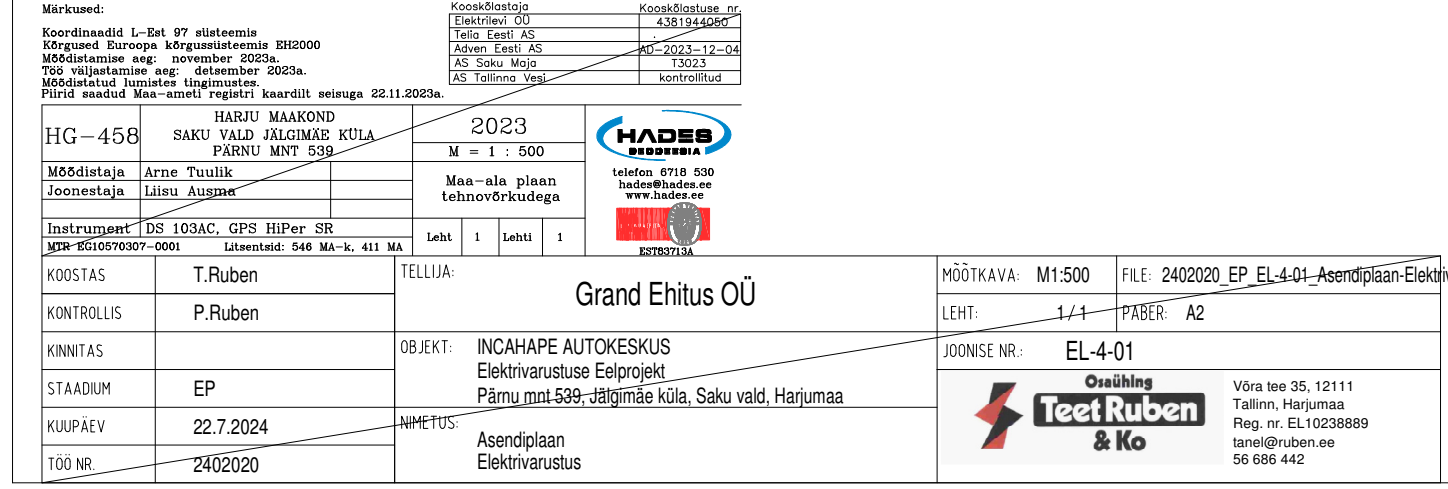 Märkused:
Koordinaadid L-Est 97 süsteemis
Kõrgused Euroopa kõrgussüsteemis EH2000
Mõõdistamise aeg: november 2023a.
Töö väljastamise aeg: detsember 2023a.
Mõõdistatud lumistes tingimustes.
Piirid saadud Maa-ameti registri kaardilt seisuga 22.11.2023a.
Kooskõlastaja Kooskõlastuse nr.
Elektrilevi OÜ 4381944050
Telia Eesti AS .
Adven Eesti AS AD-2023-12-04
AS Saku Maja T3023
AS Tallinna Vesi kontrollitud
HG-458
HARJU MAAKOND
SAKU VALD JÄLGIMÄE KÜLA
PÄRNU MNT 539
2023
M = 1 : 500
Mõõdistaja Arne Tuulik
Joonestaja Liisu Ausma
Maa-ala plaan
tehnovõrkudega
Instrument DS 103AC, GPS HiPer SR
MTR EG10570307-0001 Litsentsid: 546 MA-k, 411 MA
Leht 1 Lehti 1
HADES
GEODEESIA
telefon 6718 530
hades@hades.ee
www.hades.ee
EST83713A
KOOSTAS T.Ruben
KONTROLLIS P.Ruben
KINNITAS
STAADIUM EP
KUUPÄEV 22.7.2024
TÖÖ NR. 2402020
TELLIJA:
Grand Ehitus OÜ
OBJEKT: INCAHAPE AUTOKESKUS
Elektrivarustuse Eelprojekt
Pärnu mnt 539, Jälgimäe küla, Saku vald, Harjumaa
NIMETUS:
Asendiplaan
Elektrivarustus
MÕÕTKAVA: M1:500 FILE: 2402020_EP_EL-4-01_Asendiplaan-Elektriv
LEHT: 1/1 PABER: A2
JOONISE NR.: EL-4-01
Osaühing
Teet Ruben
& Ko
Võra tee 35, 12111
Tallinn, Harjumaa
Reg. nr. EL10238889
tanel@ruben.ee
56 686 442